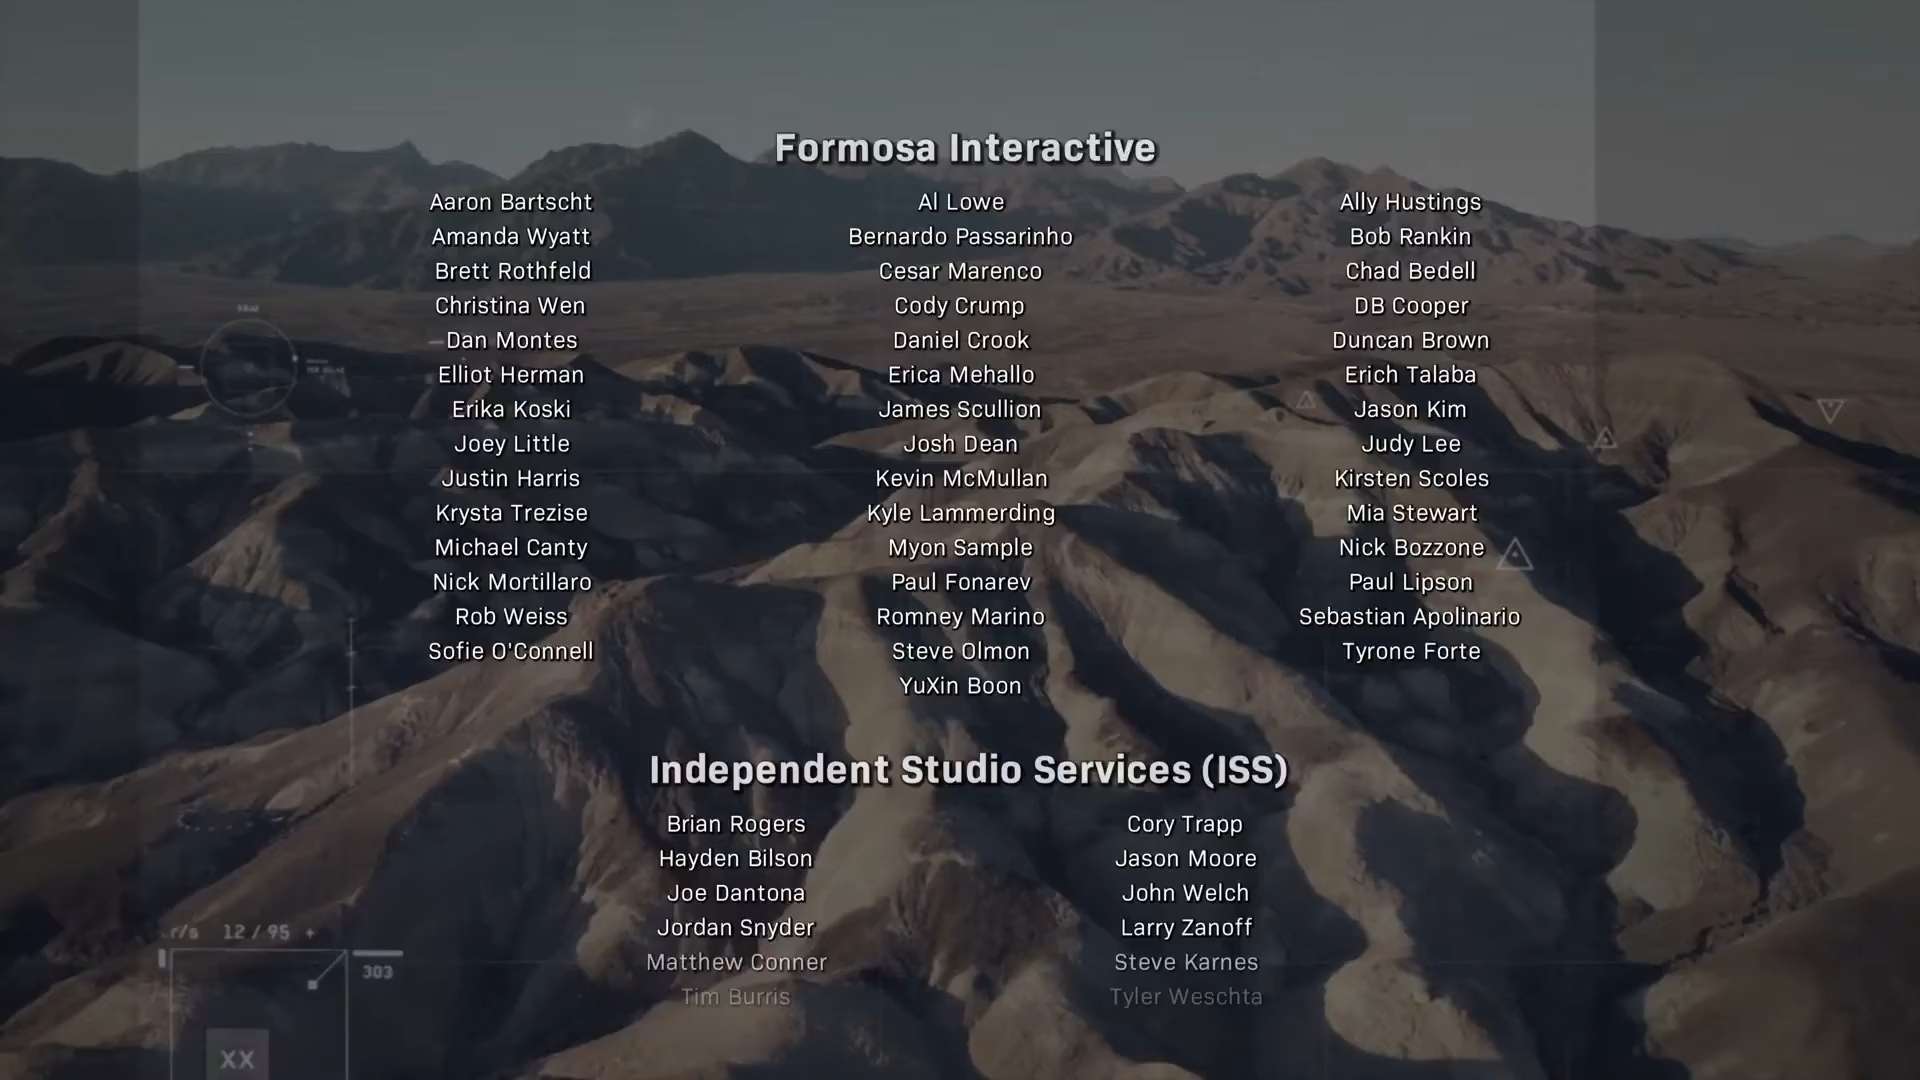 Formosa Interactive
Aaron Bartscht Al Lowe Ally Hustings
Amanda Wyatt Bernardo Passarinho Bob Rankin
Brett Rothfeld Cesar Marenco Chad Bedell
Christina Wen Cody Crump DB Cooper
Dan Montes Daniel Crook Duncan Brown
Elliot Herman Erica Mehallo Erich Talaba
Erika Koski James Scullion Jason Kim
Joey Little Josh Dean Judy Lee
Justin Harris Kevin McMullan Kirsten Scoles
Krysta Trezise Kyle Lammerding Mia Stewart
Michael Canty Myon Sample Nick Bozzone
Nick Mortillaro Paul Fonarev Paul Lipson
Rob Weiss Romney Marino Sebastian Apolinario
Sofie O'Connell Steve Olmon Tyrone Forte
YuXin Boon
Independent Studio Services (ISS)
Brian Rogers Cory Trapp
Hayden Bilson Jason Moore
Joe Dantona John Welch
Jordan Snyder Larry Zanoff
Matthew Conner Steve Karnes
Tim Burris Tyler Weschta
r/s 12 / 95 +
303
XX